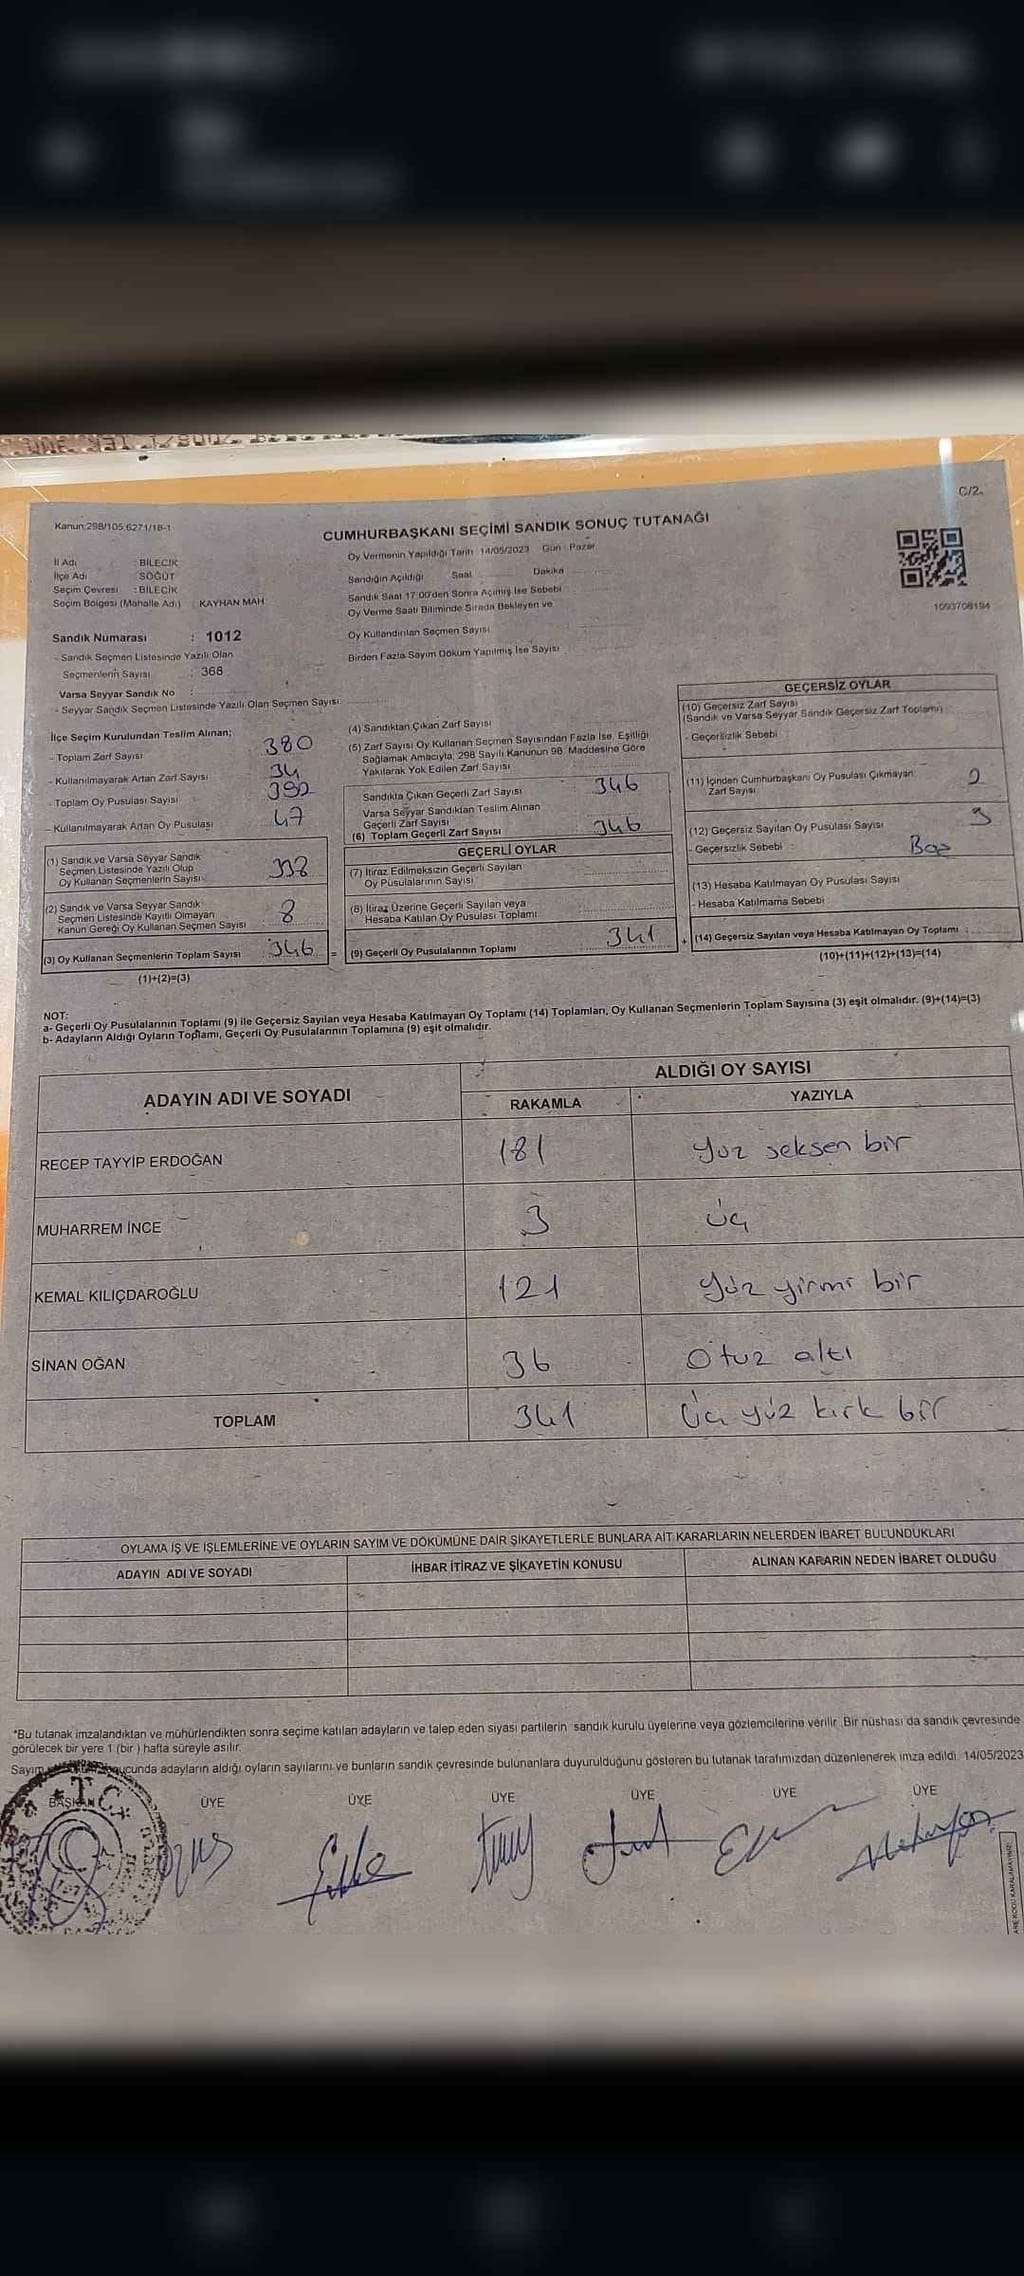 C/2
Kanun:298/105,6271/18-1
CUMHURBAŞKANI SEÇİMİ SANDIK SONUÇ TUTANAĞI
Oy Vermenin Yapıldığı Tarih 14/05/2023 Gün Pazar
İl Adı : BİLECİK
İlçe Adı SÖĞÜT
Seçim Çevresi : BİLECİK
Seçim Bölgesi (Mahalle Adı) : KAYHAN MAH
Sandığın Açıldığı Saat Dakika
Sandık Saat 17:00'den Sonra Açılmış İse Sebebi
Oy Verme Saati Bitiminde Sırada Bekleyen ve
Oy Kullandırılan Seçmen Sayısı
Birden Fazla Sayım Döküm Yapılmış İse Sayısı
1093708194
Sandık Numarası : 1012
- Sandık Seçmen Listesinde Yazılı Olan
Seçmenlerin Sayısı : 368
Varsa Seyyar Sandık No :
- Seyyar Sandık Seçmen Listesinde Yazılı Olan Seçmen Sayısı:
İlçe Seçim Kurulundan Teslim Alınan;
- Toplam Zarf Sayısı 380
- Kullanılmayarak Artan Zarf Sayısı 34
- Toplam Oy Pusulası Sayısı
- Kullanılmayarak Artan Oy Pusulası 47
(1) Sandık ve Varsa Seyyar Sandık
Seçmen Listesinde Yazılı Olup
Oy Kullanan Seçmenlerin Sayısı 338
(2) Sandık ve Varsa Seyyar Sandık
Seçmen Listesinde Kayıtlı Olmayan
Kanun Gereği Oy Kullanan Seçmen Sayısı 8
(3) Oy Kullanan Seçmenlerin Toplam Sayısı 346 =
(1)+(2)=(3)
(4) Sandıktan Çıkan Zarf Sayısı
(5) Zarf Sayısı Oy Kullanan Seçmen Sayısından Fazla İse, Eşitliği
Sağlamak Amacıyla, 298 Sayılı Kanunun 98. Maddesine Göre
Yakılarak Yok Edilen Zarf Sayısı
Sandıkta Çıkan Geçerli Zarf Sayısı 346
Varsa Seyyar Sandıktan Teslim Alınan
Geçerli Zarf Sayısı
(6) Toplam Geçerli Zarf Sayısı 346
GEÇERLİ OYLAR
(7) İtiraz Edilmeksizin Geçerli Sayılan
Oy Pusulalarının Sayısı
(8) İtiraz Üzerine Geçerli Sayılan veya
Hesaba Katılan Oy Pusulası Toplamı
(9) Geçerli Oy Pusulalarının Toplamı 341 +
GEÇERSİZ OYLAR
(10) Geçersiz Zarf Sayısı
(Sandık ve Varsa Seyyar Sandık Geçersiz Zarf Toplamı)
- Geçersizlik Sebebi
(11) İçinden Cumhurbaşkanı Oy Pusulası Çıkmayan 2
Zarf Sayısı
(12) Geçersiz Sayılan Oy Pusulası Sayısı 3
- Geçersizlik Sebebi :
(13) Hesaba Katılmayan Oy Pusulası Sayısı
- Hesaba Katılmama Sebebi
(14) Geçersiz Sayılan veya Hesaba Katılmayan Oy Toplamı :
(10)+(11)+(12)+(13)=(14)
NOT:
a- Geçerli Oy Pusulalarının Toplamı (9) ile Geçersiz Sayılan veya Hesaba Katılmayan Oy Toplamı (14) Toplamları, Oy Kullanan Seçmenlerin Toplam Sayısına (3) eşit olmalıdır. (9)+(14)=(3)
b- Adayların Aldığı Oyların Toplamı, Geçerli Oy Pusulalarının Toplamına (9) eşit olmalıdır.
ADAYIN ADI VE SOYADI ALDIĞI OY SAYISI
RAKAMLA YAZIYLA
RECEP TAYYİP ERDOĞAN 181 yüz seksen bir
MUHARREM İNCE 3 üç
KEMAL KILIÇDAROĞLU 121 yüz yirmi bir
SİNAN OĞAN 36 Otuz altı
TOPLAM 341 Üç yüz kırk bir
OYLAMA İŞ VE İŞLEMLERİNE VE OYLARIN SAYIM VE DÖKÜMÜNE DAİR ŞİKAYETLERLE BUNLARA AİT KARARLARIN NELERDEN İBARET BULUNDUKLARI
ADAYIN ADI VE SOYADI İHBAR İTİRAZ VE ŞİKAYETİN KONUSU ALINAN KARARIN NEDEN İBARET OLDUĞU
*Bu tutanak imzalandıktan ve mühürlendikten sonra seçime katılan adayların ve talep eden siyasi partilerin sandık kurulu üyelerine veya gözlemcilerine verilir. Bir nüshası da sandık çevresinde
görülecek bir yere 1 (bir ) hafta süreyle asılır.
Sayım adayların aldığı oyların sayılarını ve bunların sandık çevresinde bulunanlara duyurulduğunu gösteren bu tutanak tarafımızdan düzenlenerek imza edildi. 14/05/2023
BAŞKAN ÜYE ÜYE ÜYE ÜYE ÜYE ÜYE
T.C.